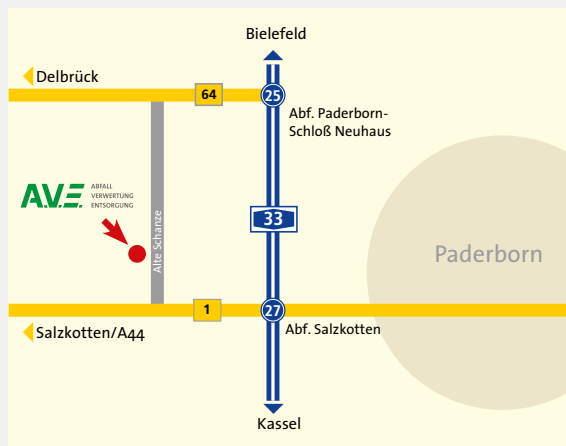 Bielefeld
Delbrück
64
25
Abf. Paderborn-
Schloß Neuhaus
A.V.E.
ABFALL
VERWERTUNG
ENTSORGUNG
Alte Schanze
33
Paderborn
1
27
Salzkotten/A44
Abf. Salzkotten
Kassel